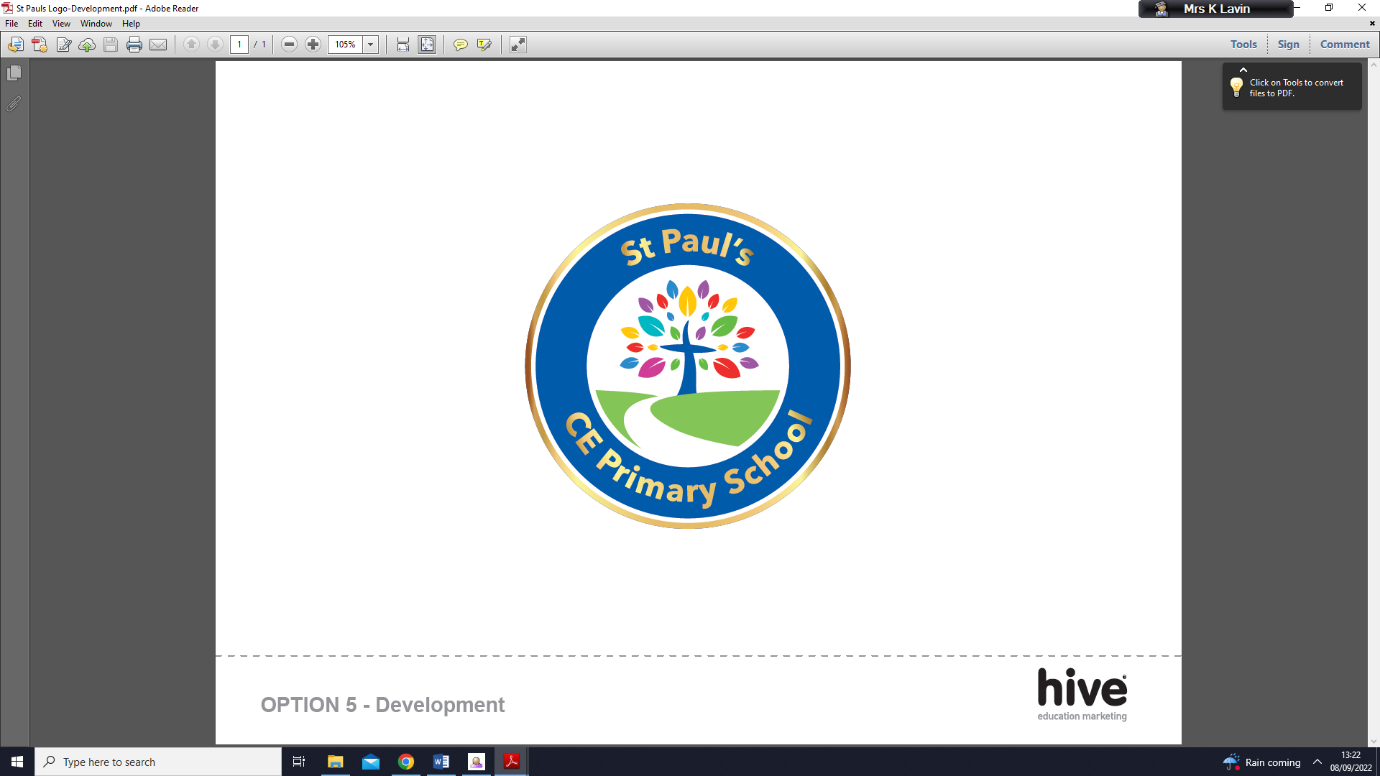 St Pauls Logo-Development.pdf - Adobe Reader
Mrs K Lavin
File Edit View Window Help
1 / 1 105% Tools Sign Comment
Click on Tools to convert
files to PDF.
St Paul's
CE Primary School
OPTION 5 - Development
hive
education marketing
Type here to search
Rain coming
13:22
08/09/2022